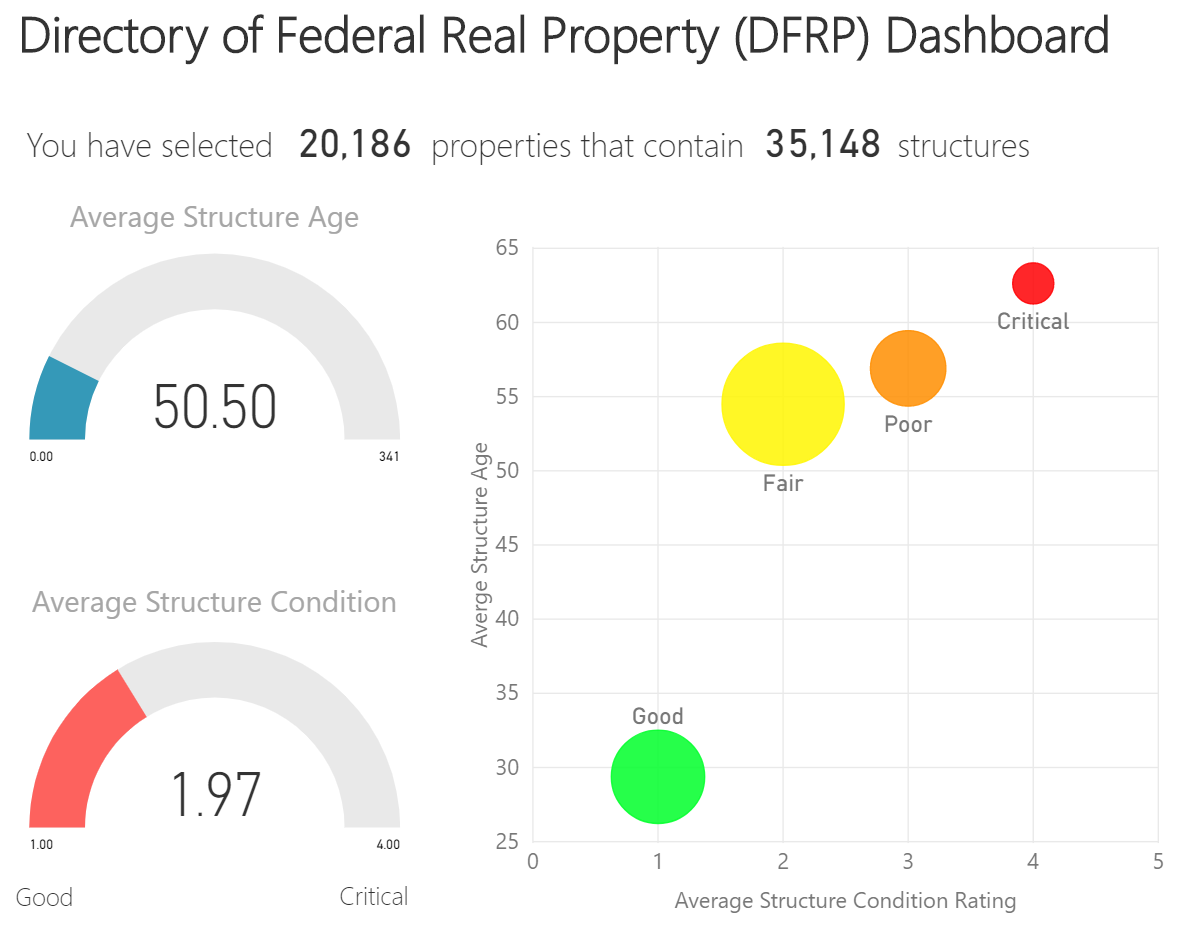 Directory of Federal Real Property (DFRP) Dashboard
You have selected 20,186 properties that contain 35,148 structures
Average Structure Age
50.50
0.00
341
Average Structure Condition
1.97
1.00
4.00
Good
Critical
Averge Structure Age
65
60
55
50
45
40
35
30
25
Critical
Poor
Fair
Good
0 1 2 3 4 5
Average Structure Condition Rating